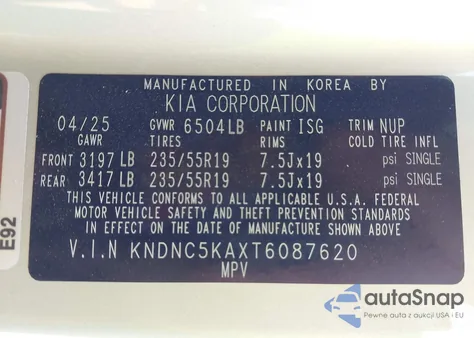 MANUFACTURED IN KOREA BY
KIA CORPORATION
04/25 GVWR 6504LB PAINT ISG TRIM NUP
GAWR TIRES RIMS COLD TIRE INFL
FRONT 3197 LB 235/55R19 7.5Jx19 psi SINGLE
REAR 3417 LB 235/55R19 7.5Jx19 psi SINGLE
THIS VEHICLE CONFORMS TO ALL APPLICABLE U.S.A. FEDERAL
MOTOR VEHICLE SAFETY AND THEFT PREVENTION STANDARDS
IN EFFECT ON THE DATE OF MANUFACTURE SHOWN ABOVE
V.I.N KNDNC5KAXT6087620
MPV
E92
autoSnap
Pewne auta z aukcji USA i EU